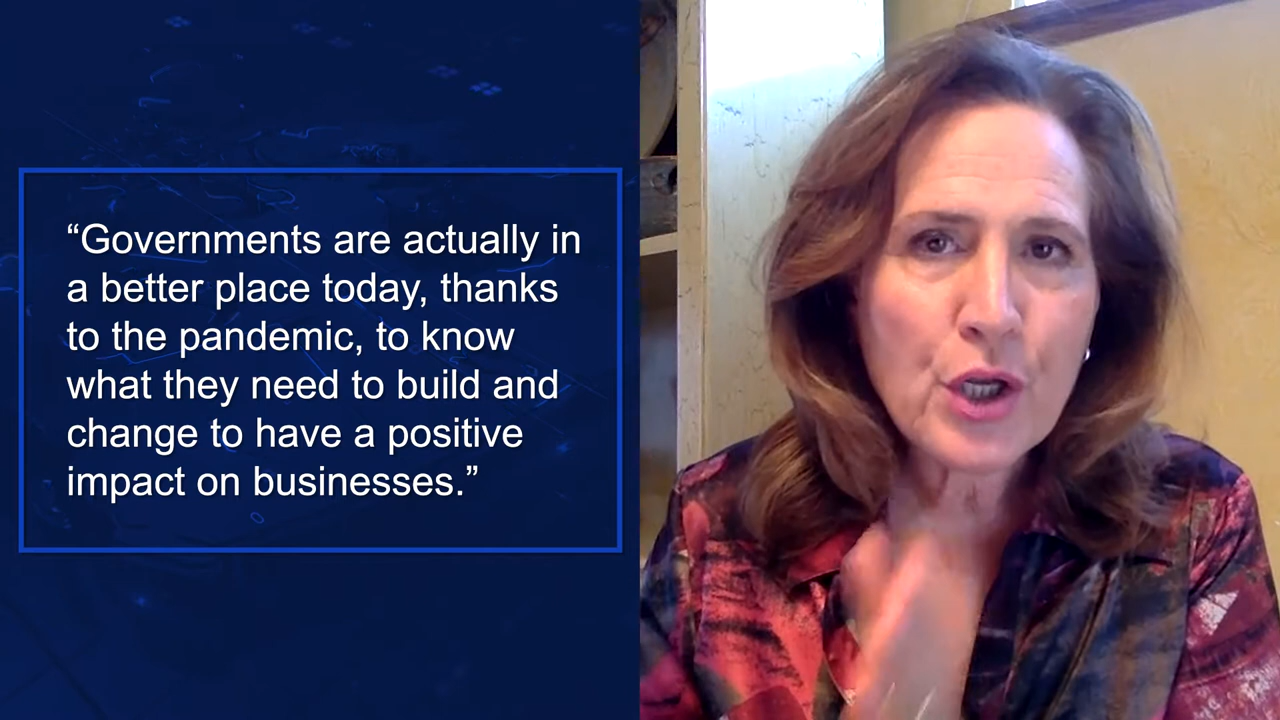 “Governments are actually in
a better place today, thanks
to the pandemic, to know
what they need to build and
change to have a positive
impact on businesses.”